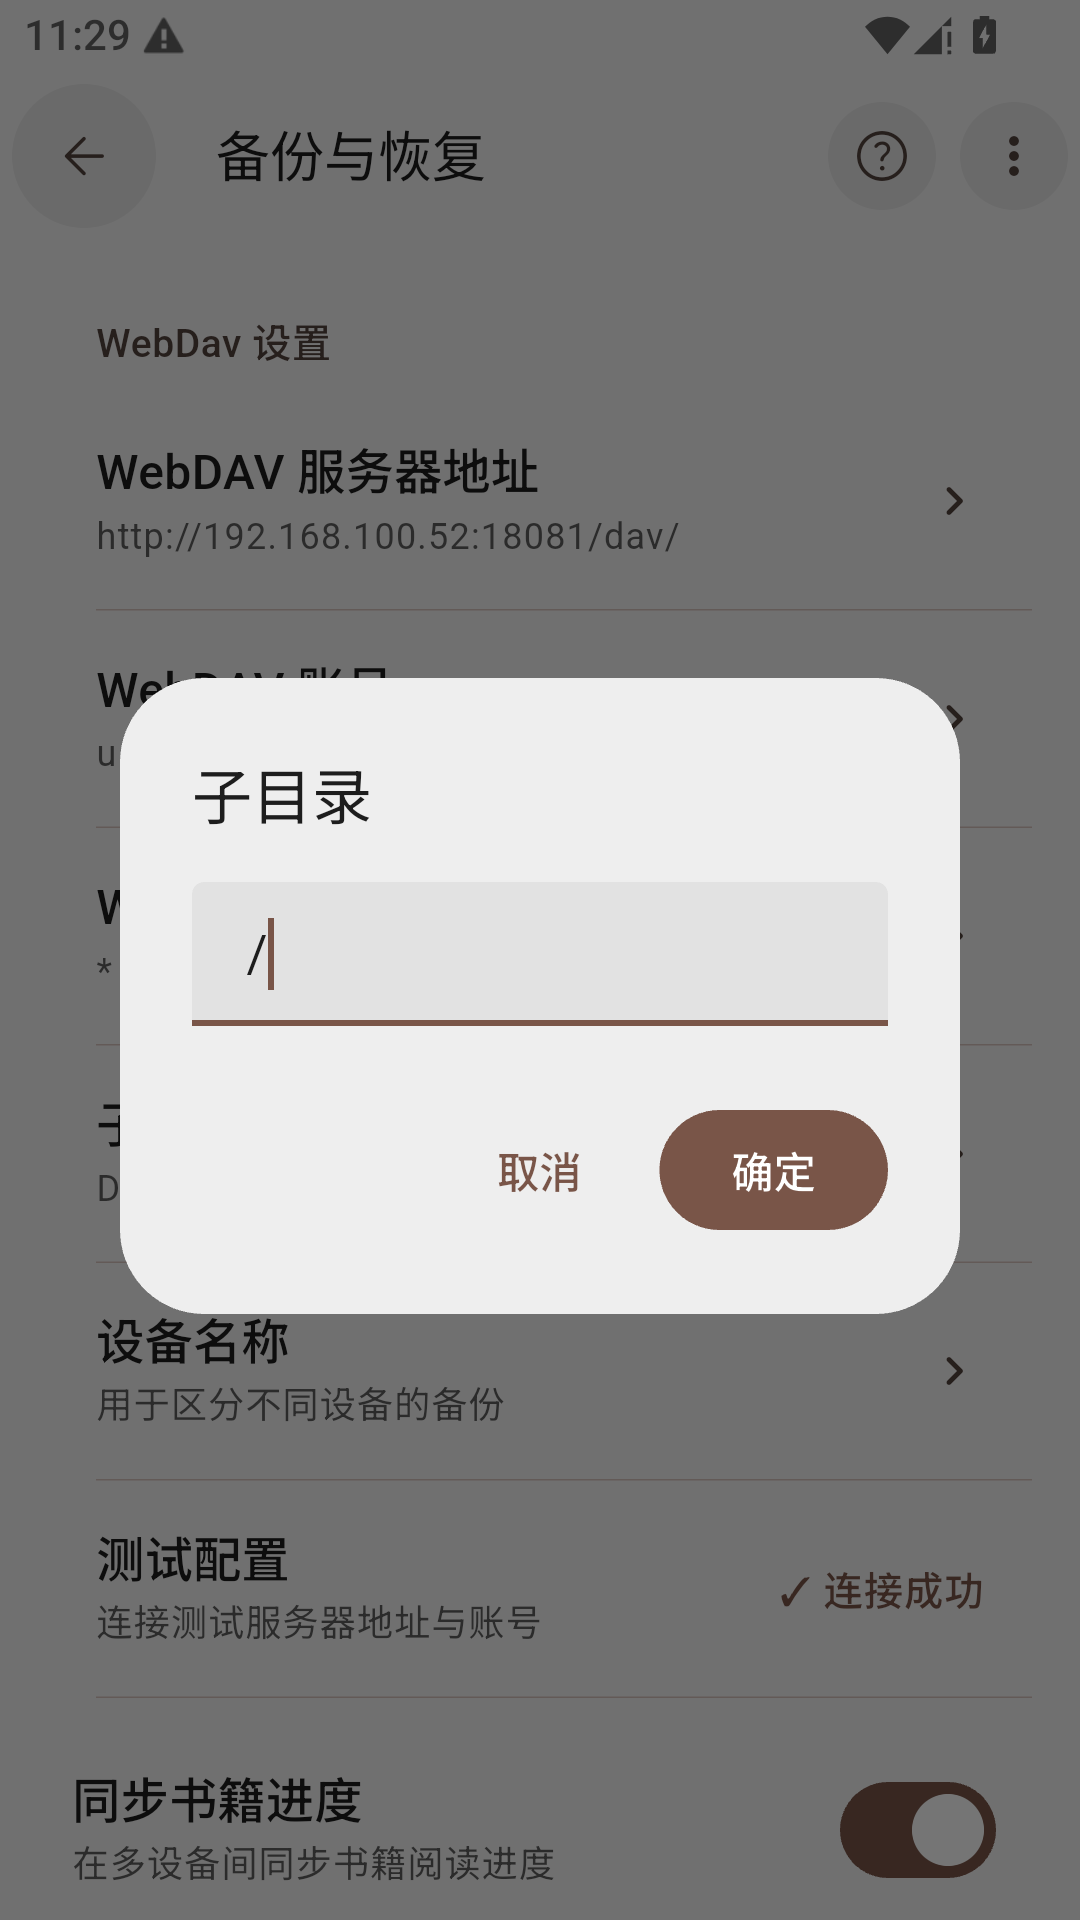 11:29
备份与恢复
WebDav 设置
WebDAV 服务器地址
http://192.168.100.52:18081/dav/
WebDAV 账号
u
子目录
/
取消
确定
设备名称
用于区分不同设备的备份
测试配置
连接测试服务器地址与账号
✓ 连接成功
同步书籍进度
在多设备间同步书籍阅读进度